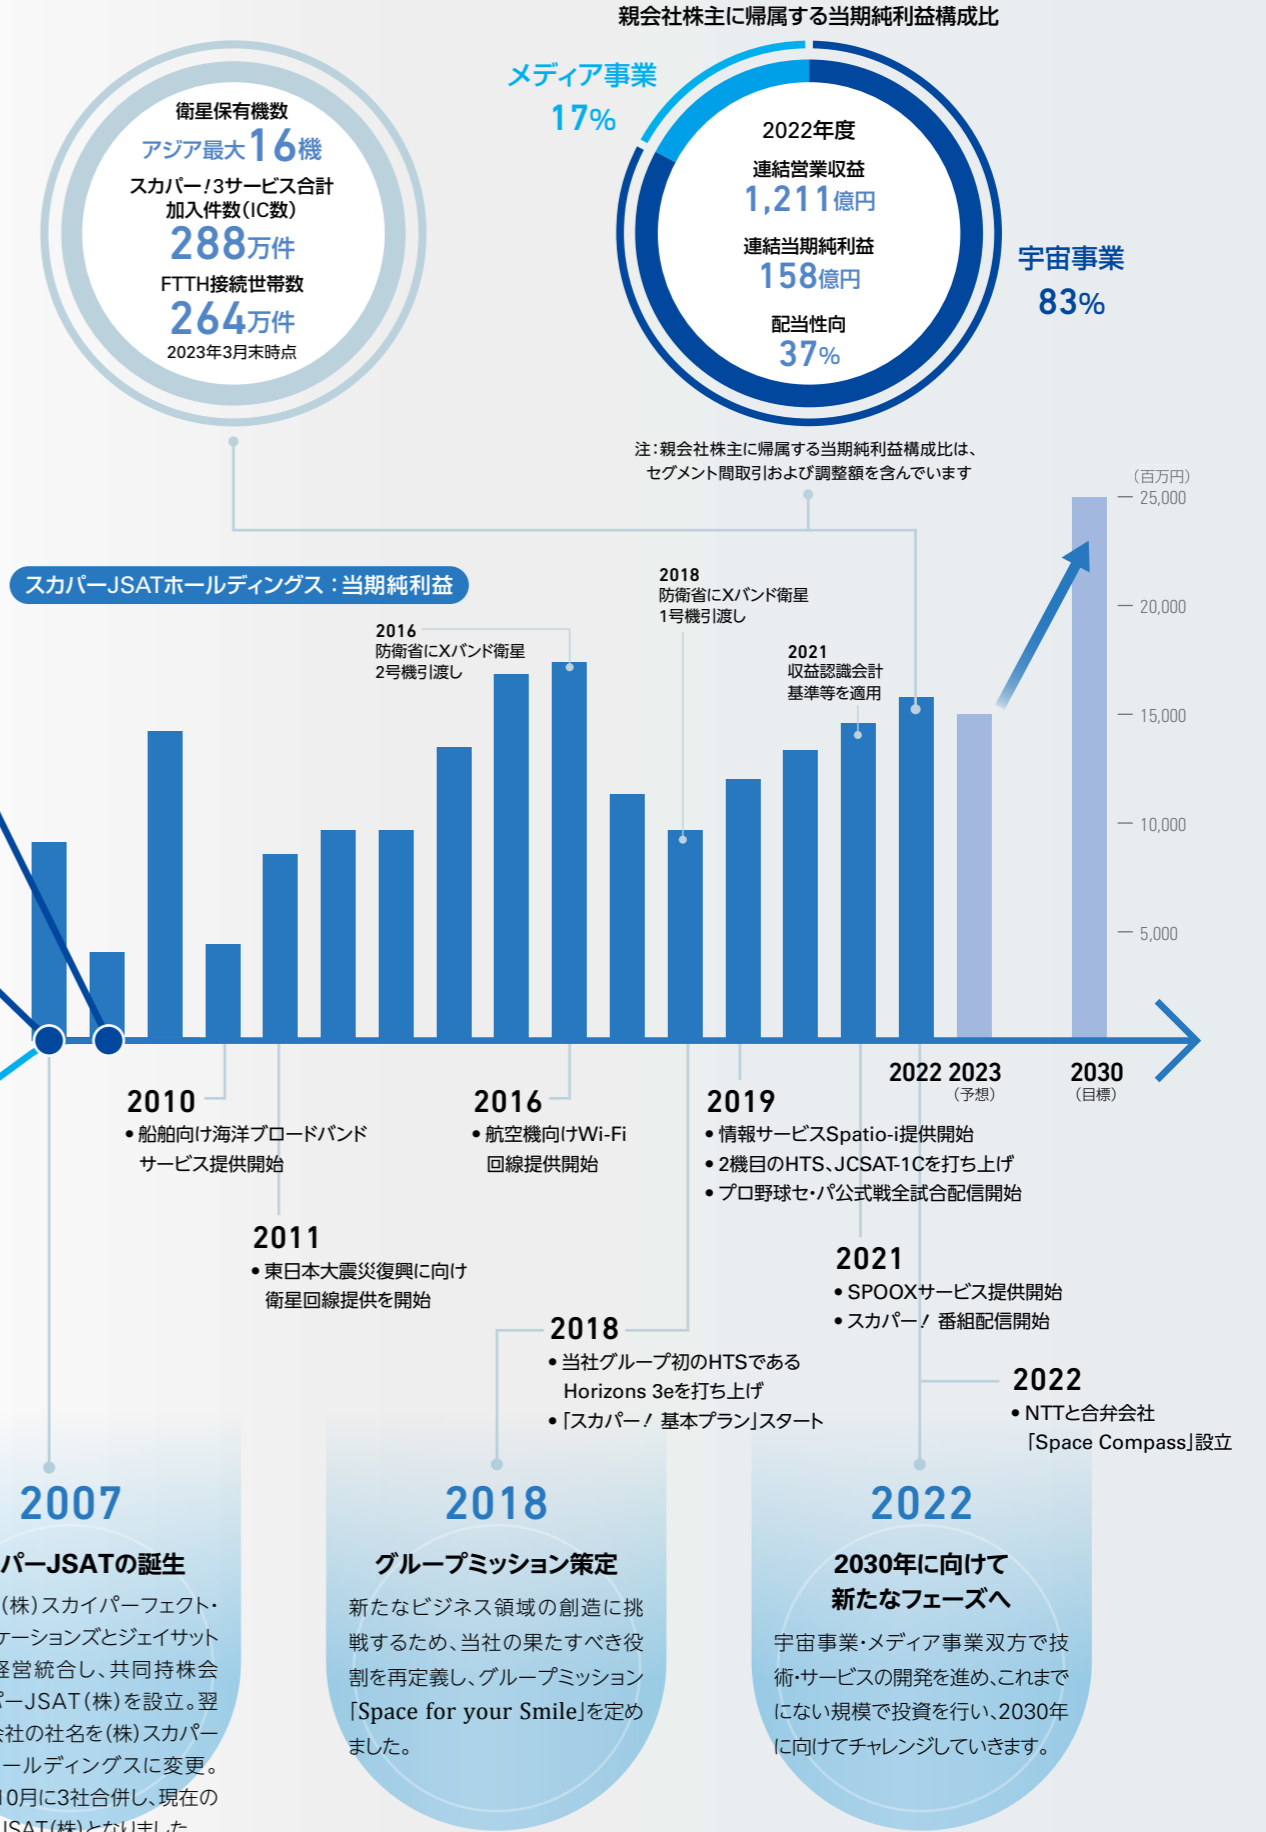 親会社株主に帰属する当期純利益構成比
衛星保有機数
アジア最大16機
スカパー！3サービス合計
加入件数（IC数）
288万件
FTTH接続世帯数
264万件
2023年3月末時点
メディア事業
17%
2022年度
連結営業収益
1,211億円
連結当期純利益
158億円
配当性向
37%
宇宙事業
83%
注：親会社株主に帰属する当期純利益構成比は、
セグメント間取引および調整額を含んでいます
スカパーJSATホールディングス：当期純利益
（百万円）
25,000
20,000
15,000
10,000
5,000
2016
防衛省にXバンド衛星
2号機引渡し
2018
防衛省にXバンド衛星
1号機引渡し
2021
収益認識会計
基準等を適用
2022 2023
（予想）
2030
（目標）
2010
• 船舶向け海洋ブロードバンド
サービス提供開始
2011
• 東日本大震災復興に向け
衛星回線提供を開始
2016
• 航空機向けWi-Fi
回線提供開始
2018
• 当社グループ初のHTSである
Horizons 3eを打ち上げ
• 「スカパー！ 基本プラン」スタート
2019
• 情報サービスSpatio-i提供開始
• 2機目のHTS、JCSAT-1Cを打ち上げ
• プロ野球セ・パ公式戦全試合配信開始
2021
• SPOOXサービス提供開始
• スカパー！ 番組配信開始
2022
• NTTと合弁会社
「Space Compass」設立
2007
パーJSATの誕生
（株）スカイパーフェクト・
ケーションズとジェイサット
経営統合し、共同持株会
パーJSAT（株）を設立。翌
会社の社名を（株）スカパー
ールディングスに変更。
10月に3社合併し、現在の
JSAT（株）となりました。
2018
グループミッション策定
新たなビジネス領域の創造に挑
戦するため、当社の果たすべき役
割を再定義し、グループミッション
「Space for your Smile」を定め
ました。
2022
2030年に向けて
新たなフェーズへ
宇宙事業・メディア事業双方で技
術・サービスの開発を進め、これまで
にない規模で投資を行い、2030年
に向けてチャレンジしていきます。